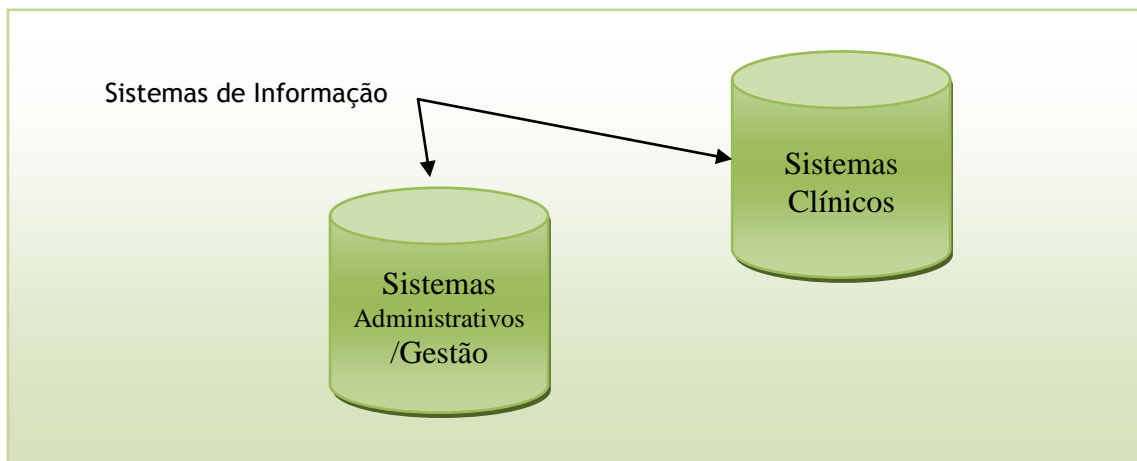 Sistemas de Informação
Sistemas
Clínicos
Sistemas
Administrativos
/Gestão